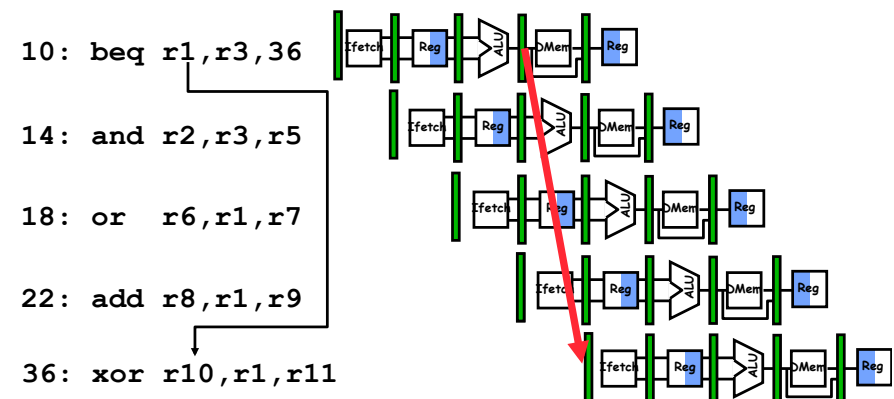 10: beq r1,r3,36 Ifetch Reg ALU DMem Reg
14: and r2,r3,r5 Ifetch Reg ALU DMem Reg
18: or r6,r1,r7 Ifetch Reg ALU DMem Reg
22: add r8,r1,r9 Ifetch Reg ALU DMem Reg
36: xor r10,r1,r11 Ifetch Reg ALU DMem Reg